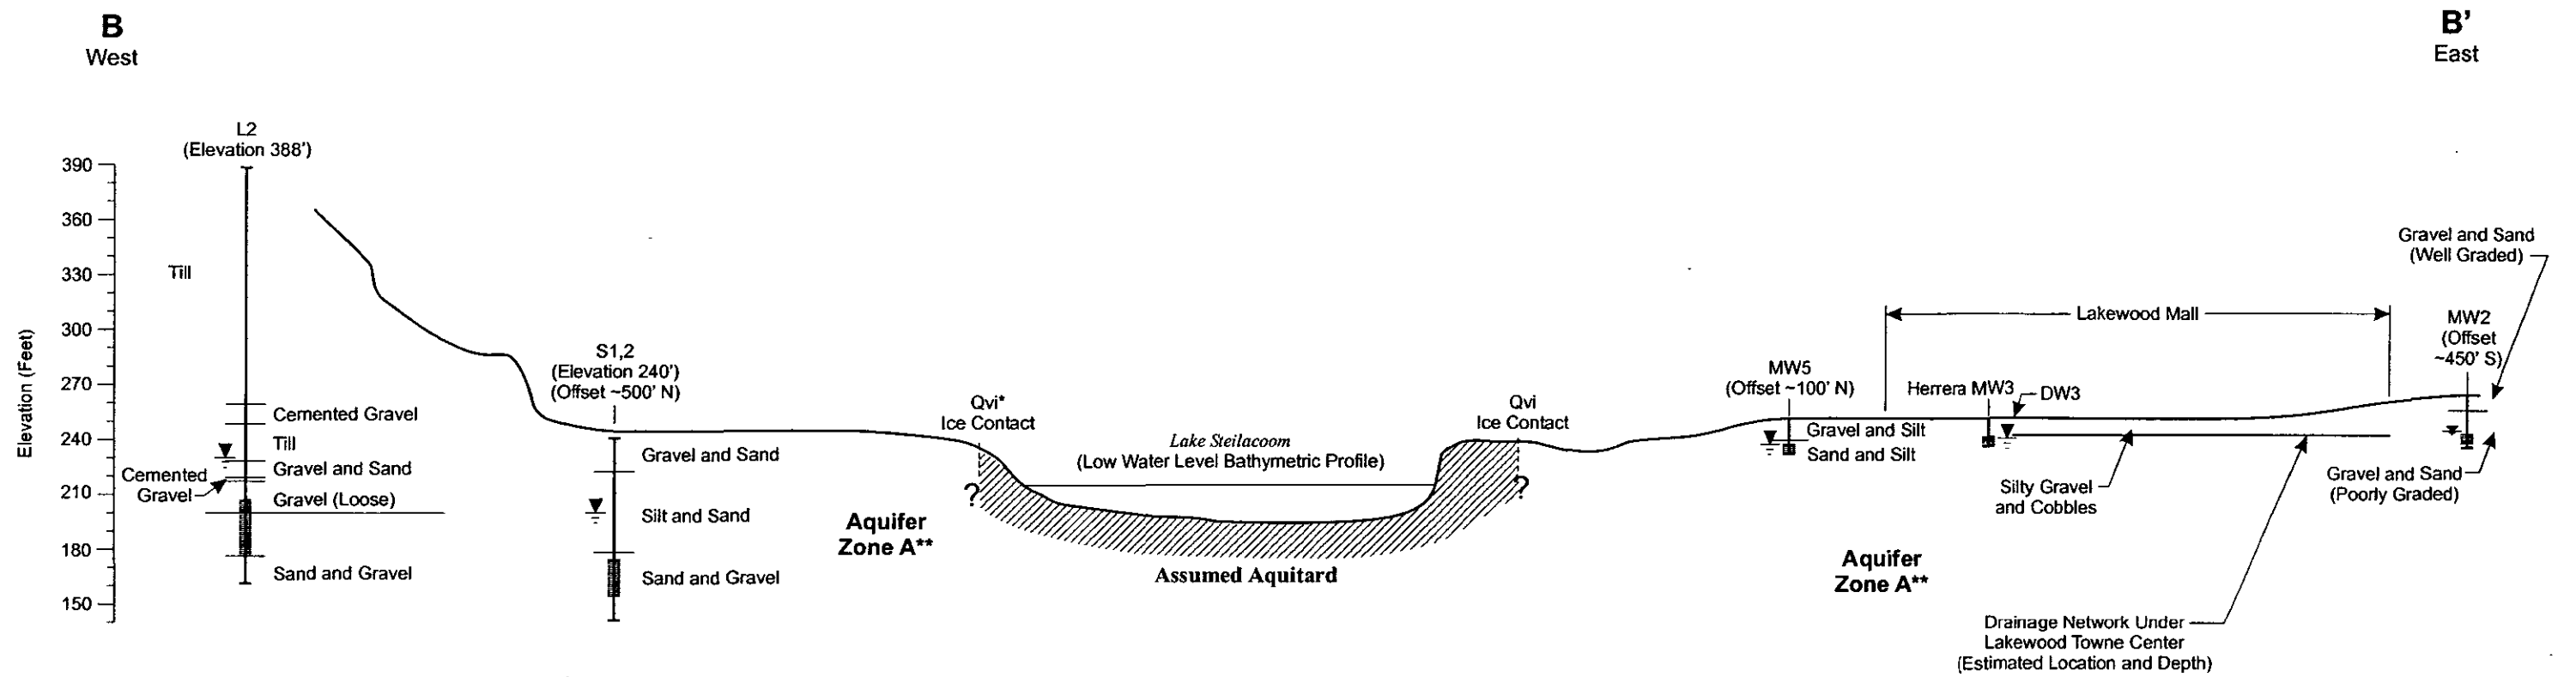 B
West
B'
East
L2
(Elevation 388')
390
360
330
300
270
240
210
180
150
Elevation (Feet)
Till
Cemented Gravel
Till
Gravel and Sand
Cemented
Gravel
Gravel (Loose)
Sand and Gravel
S1,2
(Elevation 240')
(Offset ~500' N)
Gravel and Sand
Silt and Sand
Sand and Gravel
Aquifer
Zone A**
Qvi*
Ice Contact
?
Lake Steilacoom
(Low Water Level Bathymetric Profile)
Assumed Aquitard
Qvi
Ice Contact
?
MW5
(Offset ~100' N)
Gravel and Silt
Sand and Silt
Lakewood Mall
Herrera MW3
DW3
Silty Gravel
and Cobbles
Aquifer
Zone A**
Drainage Network Under
Lakewood Towne Center
(Estimated Location and Depth)
Gravel and Sand
(Well Graded)
MW2
(Offset
~450' S)
Gravel and Sand
(Poorly Graded)